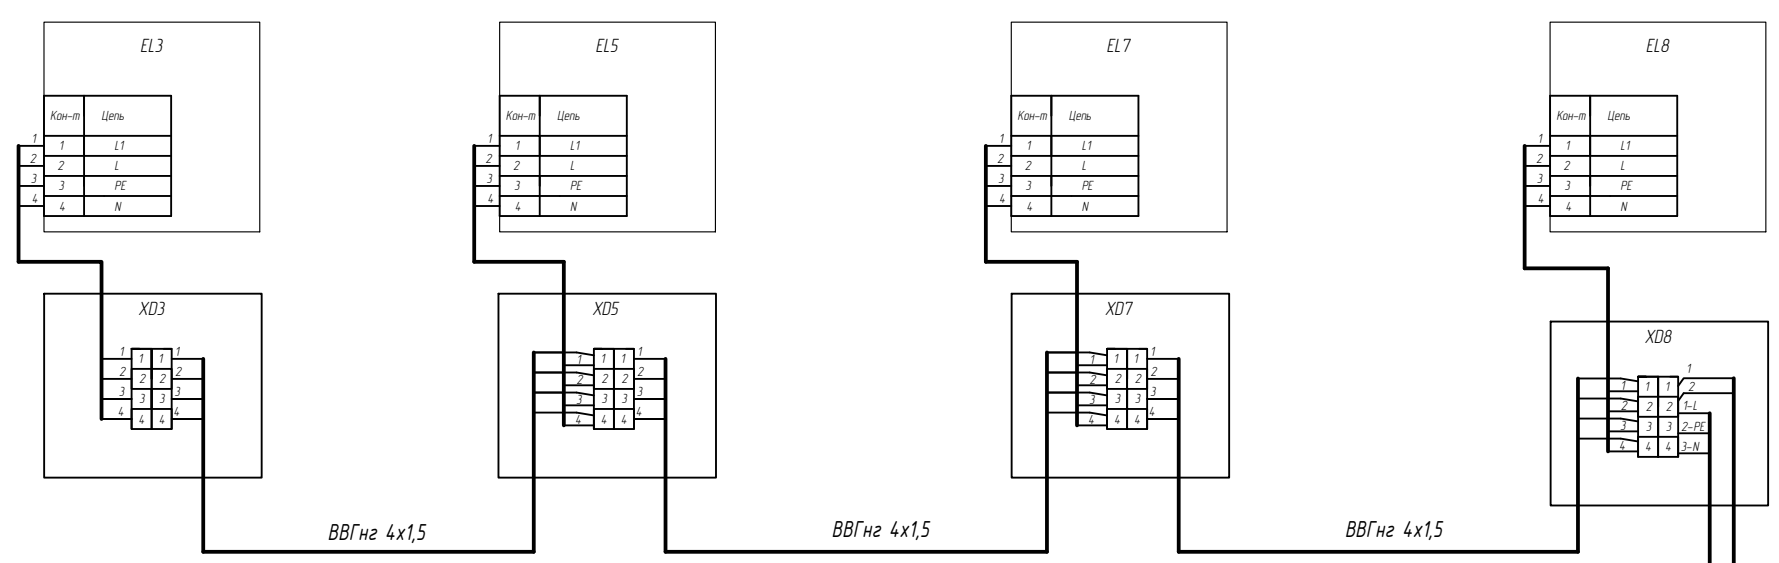 EL3
Кон-т Цепь
1 1 L1
2 2 L
3 3 PE
4 4 N
EL5
Кон-т Цепь
1 1 L1
2 2 L
3 3 PE
4 4 N
EL7
Кон-т Цепь
1 1 L1
2 2 L
3 3 PE
4 4 N
EL8
Кон-т Цепь
1 1 L1
2 2 L
3 3 PE
4 4 N
XD3
1 1 1 1
2 2 2 2
3 3 3 3
4 4 4 4
XD5
1 1 1 1
2 2 2 2
3 3 3 3
4 4 4 4
XD7
1 1 1 1
2 2 2 2
3 3 3 3
4 4 4 4
XD8
1
1 1 1 2
2 2 2 1-L
3 3 3 2-PE
4 4 4 3-N
ВВГнг 4х1,5
ВВГнг 4х1,5
ВВГнг 4х1,5